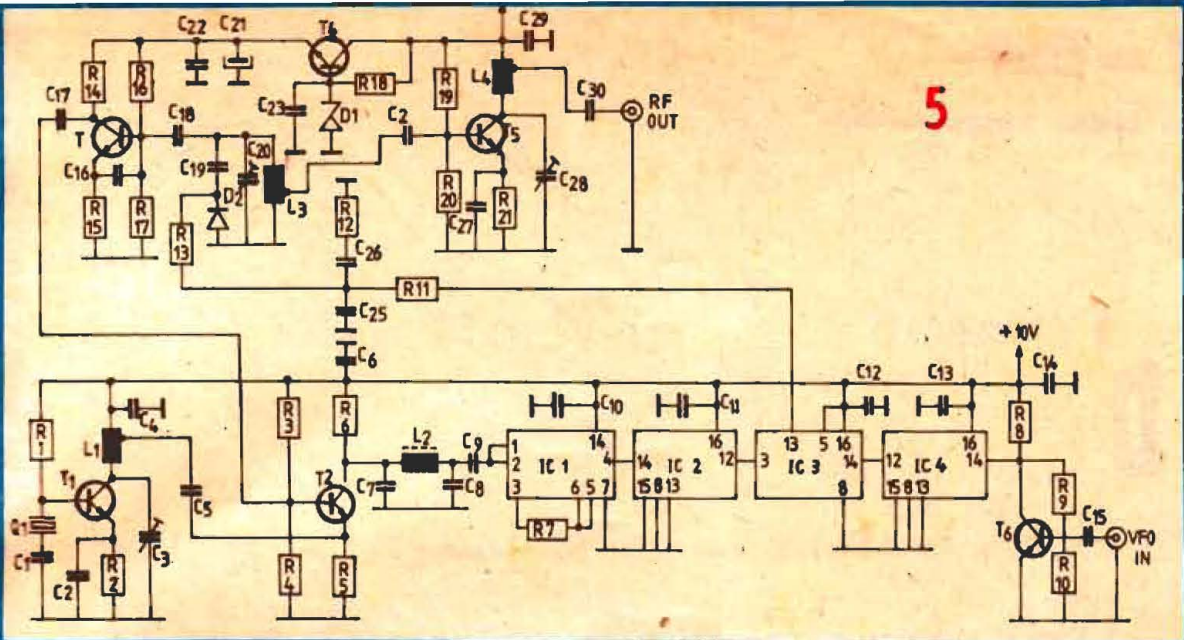 C22 C21 T4 C29
R14 R16 R18 R19 L4 C30 RF OUT 5
C17 T C18 C23 D1 C2 T5
C16 C19 C20 D2 L3 C28
R15 R17 R13 R12 R20 C27 R21
C26
R11
C25
C6
+10V
C12 C13 C14
R1 L1 C4 R3 R6 L2 C9 C10 C11 R8
1 14 16 13 5 16 16
2 IC 1 4 14 IC 2 12 3 IC 3 14 12 IC 4 14
T1 C5 T2 C7 C8 3 6 5 7 15 8 13 8 15 8 13 R9
Q1 C3 R7 T6 C15 VFO IN
C1 C2 R2 R4 R5 R10